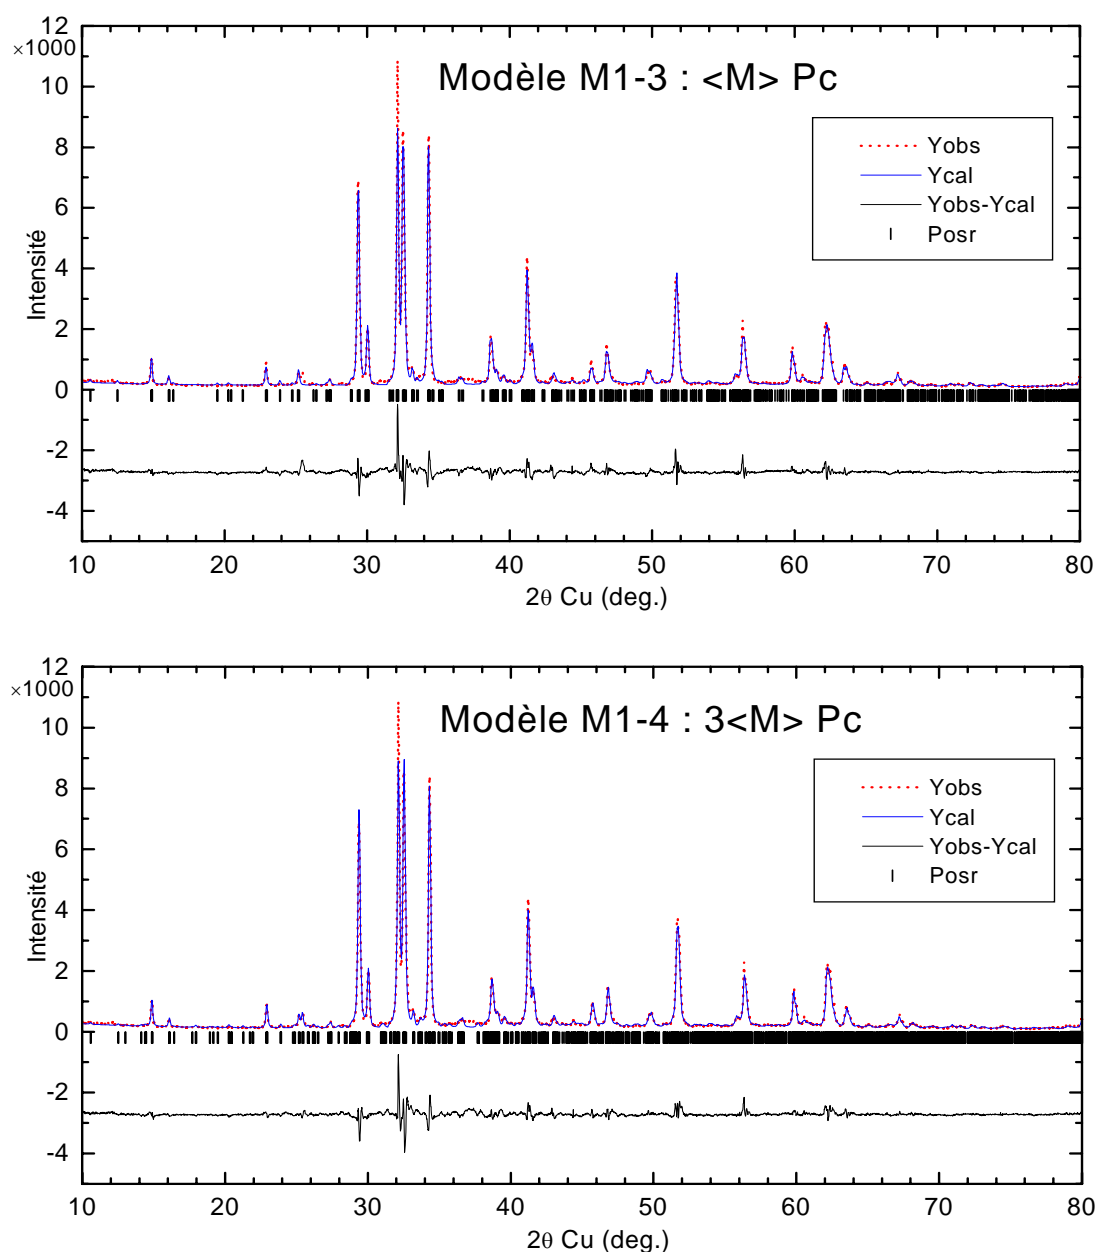 12
×1000
10
8
6
4
2
0
-2
-4
Intensité
Modèle M1-3 : <M> Pc
Yobs
Ycal
Yobs-Ycal
Posr
10 20 30 40 50 60 70 80
2θ Cu (deg.)
12
×1000
10
8
6
4
2
0
-2
-4
Intensité
Modèle M1-4 : 3<M> Pc
Yobs
Ycal
Yobs-Ycal
Posr
10 20 30 40 50 60 70 80
2θ Cu (deg.)